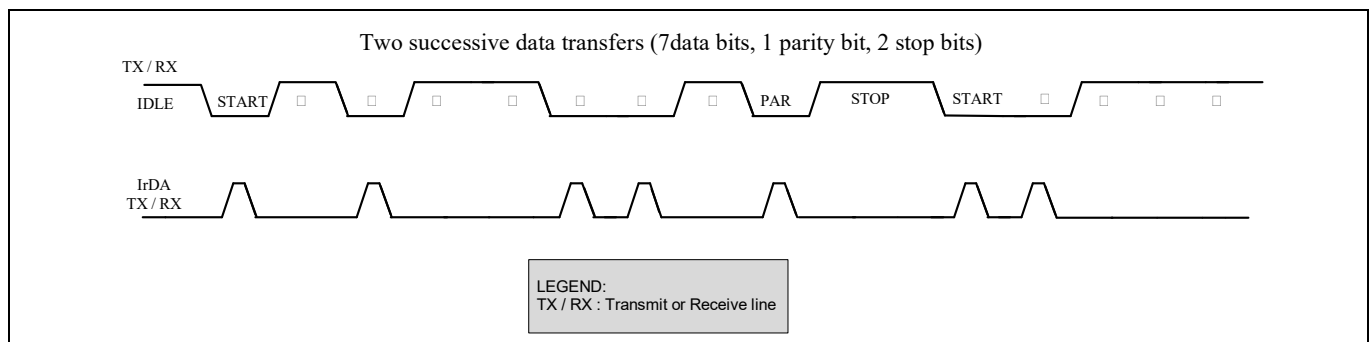 Two successive data transfers (7data bits, 1 parity bit, 2 stop bits)
TX / RX
IDLE START PAR STOP START
IrDA
TX / RX
LEGEND:
TX / RX : Transmit or Receive line